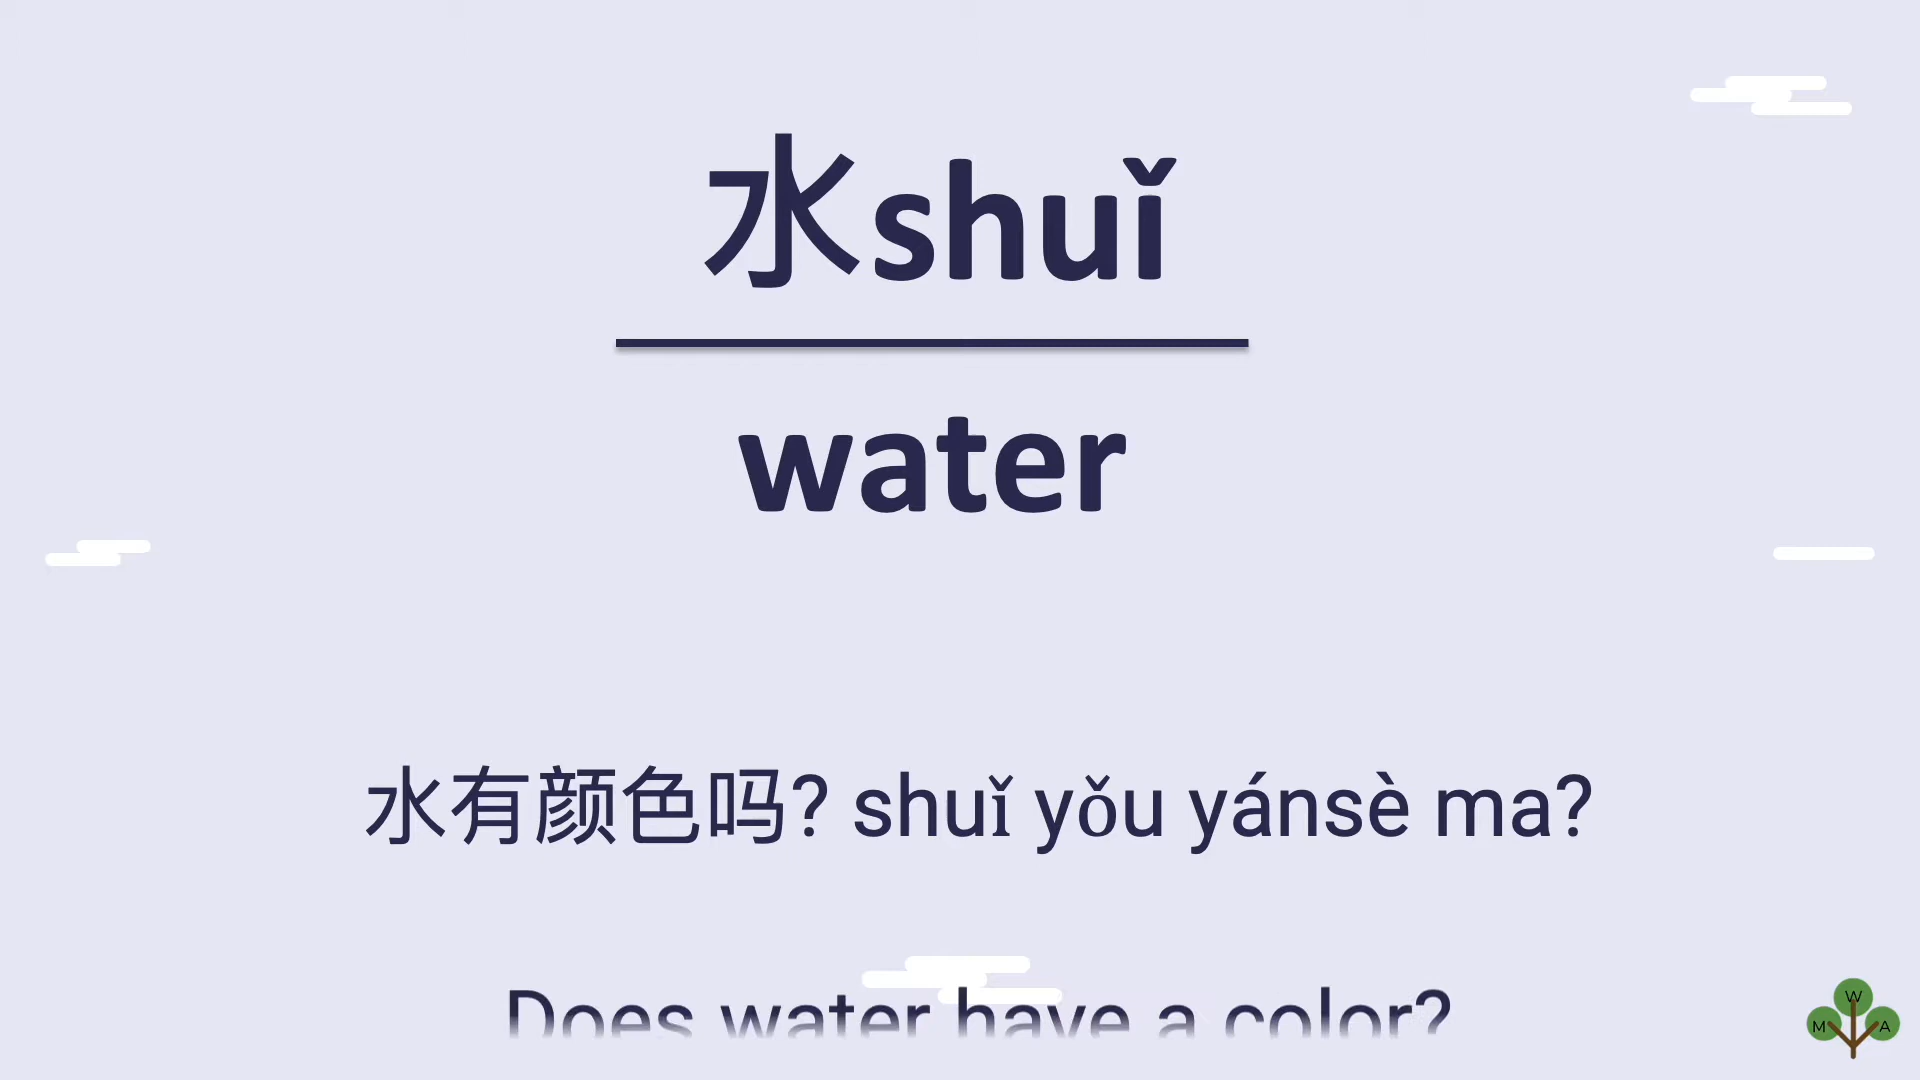 水shuǐ
water
水有颜色吗? shuǐ yǒu yánsè ma?
Does water have a color?
W
M A